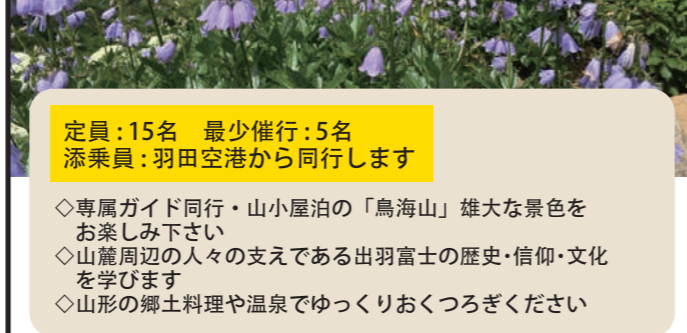 定員：15名　最少催行：5名
添乗員：羽田空港から同行します
◇専属ガイド同行・山小屋泊の「鳥海山」雄大な景色を
お楽しみ下さい
◇山麓周辺の人々の支えである出羽富士の歴史・信仰・文化
を学びます
◇山形の郷土料理や温泉でゆっくりおくつろぎください